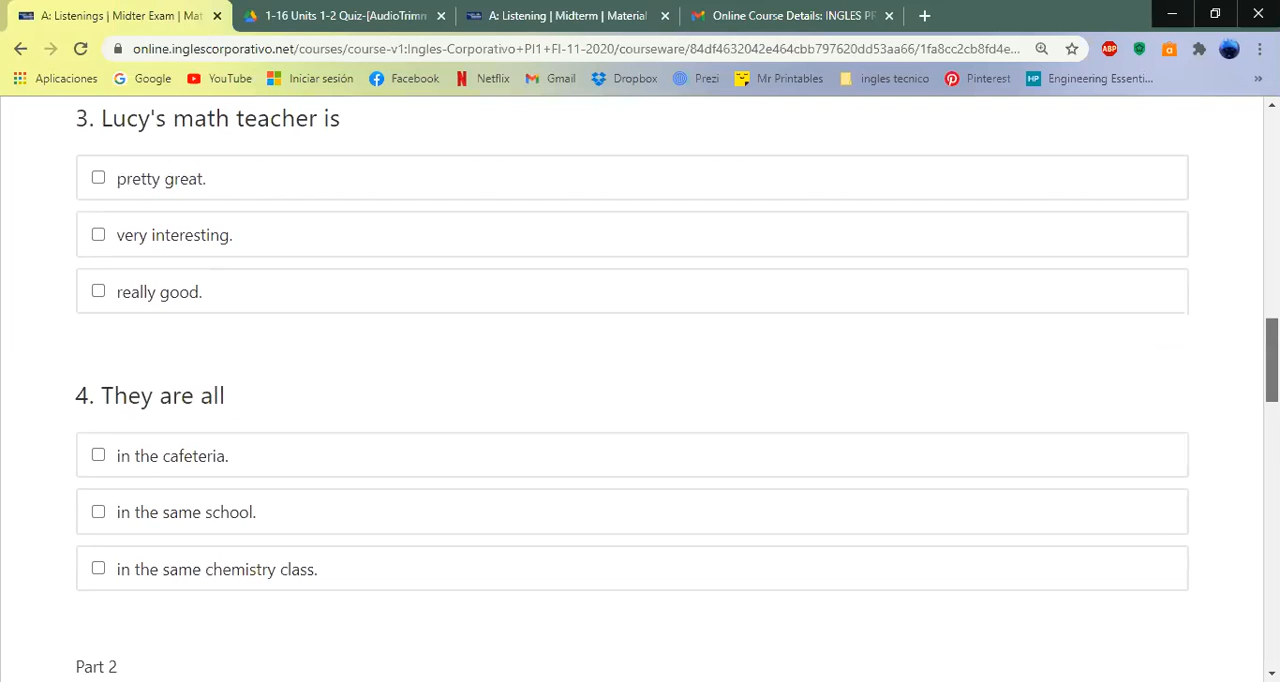 A: Listenings | Midter Exam | Mat
1-16 Units 1-2 Quiz-[AudioTrimm
A: Listening | Midterm | Material
Online Course Details: INGLES PR
online.inglescorporativo.net/courses/course-v1:Ingles-Corporativo+PI1+FI-11-2020/courseware/84df4632042e464cbb797620dd53aa66/1fa8cc2cb8fd4e...
ABP
Aplicaciones
Google
YouTube
Iniciar sesión
Facebook
Netflix
Gmail
Dropbox
Prezi
Mr Printables
ingles tecnico
Pinterest
HP Engineering Essenti...
»
3. Lucy's math teacher is
pretty great.
very interesting.
really good.
4. They are all
in the cafeteria.
in the same school.
in the same chemistry class.
Part 2